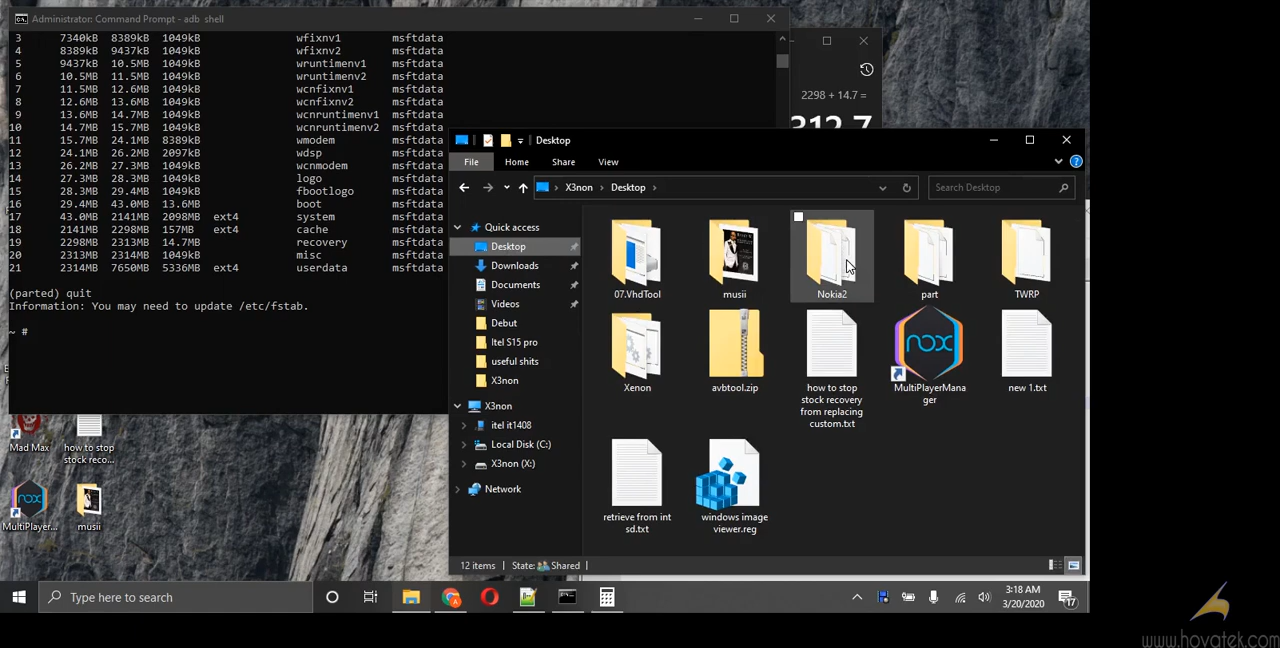 Administrator: Command Prompt - adb shell
3 7340kB 8389kB 1049kB wfixnv1 msftdata
4 8389kB 9437kB 1049kB wfixnv2 msftdata
5 9437kB 10.5MB 1049kB wruntimenv1 msftdata
6 10.5MB 11.5MB 1049kB wruntimenv2 msftdata
7 11.5MB 12.6MB 1049kB wcnfixnv1 msftdata
8 12.6MB 13.6MB 1049kB wcnfixnv2 msftdata
9 13.6MB 14.7MB 1049kB wcnruntimenv1 msftdata
10 14.7MB 15.7MB 1049kB wcnruntimenv2 msftdata
11 15.7MB 24.1MB 8389kB wmodem msftdata
12 24.1MB 26.2MB 2097kB wdsp msftdata
13 26.2MB 27.3MB 1049kB wcnmodem msftdata
14 27.3MB 28.3MB 1049kB logo msftdata
15 28.3MB 29.4MB 1049kB fbootlogo msftdata
16 29.4MB 43.0MB 13.6MB boot msftdata
17 43.0MB 2141MB 2098MB ext4 system msftdata
18 2141MB 2298MB 157MB ext4 cache msftdata
19 2298MB 2313MB 14.7MB recovery msftdata
20 2313MB 2314MB 1049kB misc msftdata
21 2314MB 7650MB 5336MB ext4 userdata msftdata
(parted) quit
Information: You may need to update /etc/fstab.
~ #
2298 + 14.7 =
Desktop
File Home Share View
X3non Desktop
Search Desktop
Quick access
Desktop
Downloads
Documents
Videos
Debut
Itel S15 pro
useful shits
X3non
X3non
itel it1408
Local Disk (C:)
X3non (X:)
Network
07.VhdTool
musii
Nokia2
part
TWRP
Xenon
avbtool.zip
how to stop
stock recovery
from replacing
custom.txt
MultiPlayerMana
ger
new 1.txt
retrieve from int
sd.txt
windows image
viewer.reg
12 items State: Shared
Mad Max
how to stop
stock reco...
MultiPlayer...
musii
Type here to search
3:18 AM
3/20/2020
17
www.hovatek.com